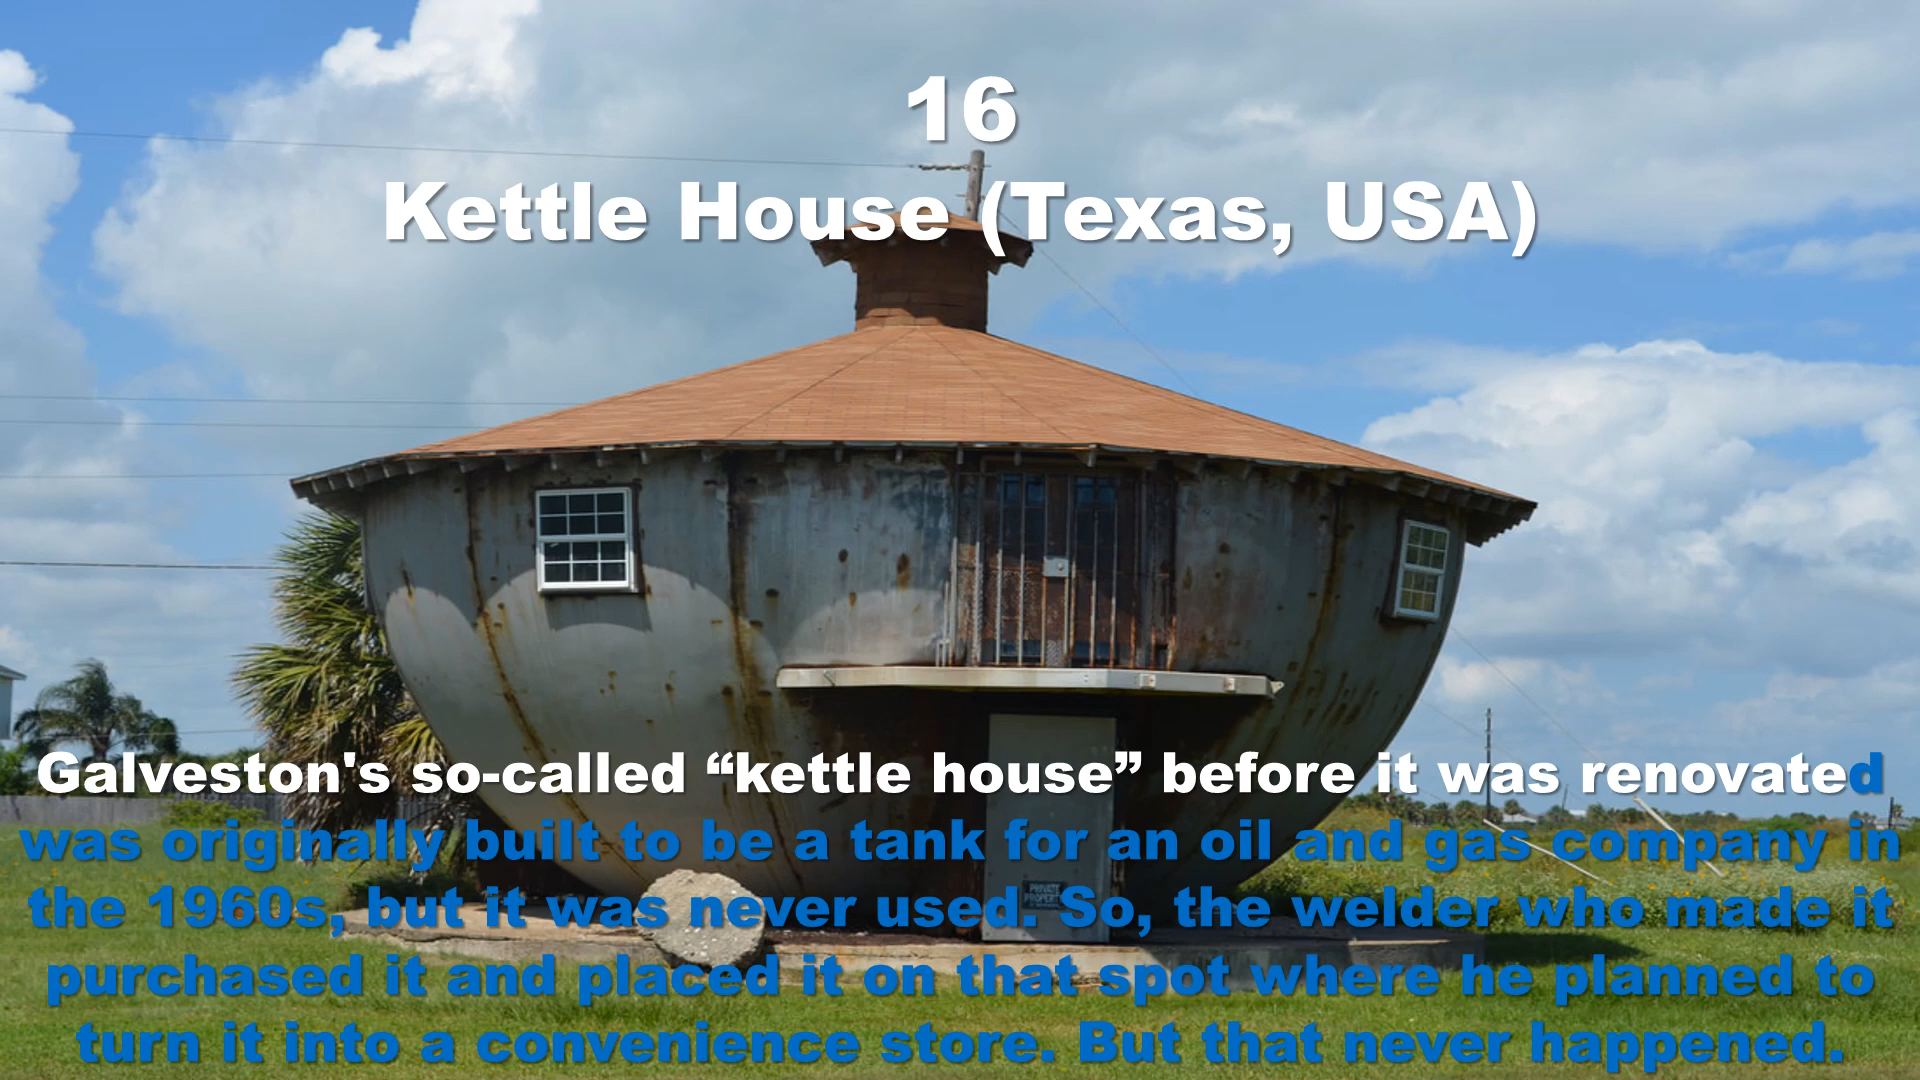 16
Kettle House (Texas, USA)
Galveston's so-called “kettle house” before it was renovated
was originally built to be a tank for an oil and gas company in
the 1960s, but it was never used. So, the welder who made it
purchased it and placed it on that spot where he planned to
turn it into a convenience store. But that never happened.
PRIVATE
PROPERTY